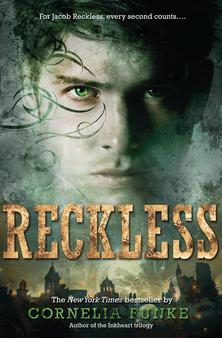 For Jacob Reckless, every second counts....
RECKLESS
The New York Times bestseller by
CORNELIA FUNKE
Author of the Inkheart trilogy